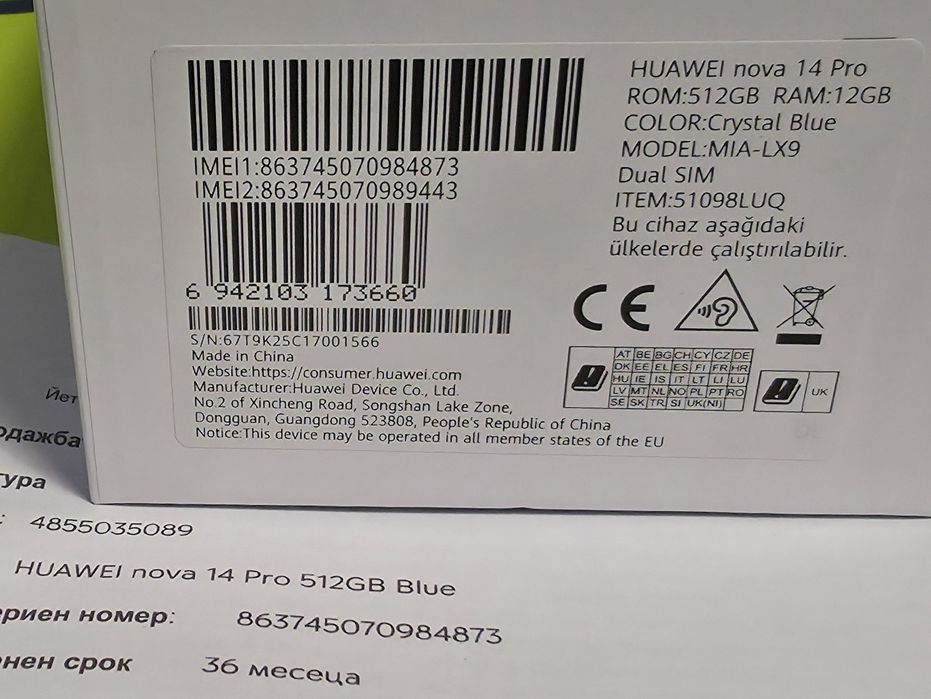 HUAWEI nova 14 Pro
ROM:512GB RAM:12GB
COLOR:Crystal Blue
MODEL:MIA-LX9
Dual SIM
ITEM:51098LUQ
Bu cihaz aşağıdaki
ülkelerde çalıştırılabilir.
IMEI1:863745070984873
IMEI2:863745070989443
6 942103 173660
S/N:67T9K25C17001566
Made in China
Website:https://consumer.huawei.com
Manufacturer:Huawei Device Co., Ltd.
No.2 of Xincheng Road, Songshan Lake Zone,
Dongguan, Guangdong 523808, People's Republic of China
Notice:This device may be operated in all member states of the EU
CE
AT BE BG CH CY CZ DE
DK EE EL ES FI FR HR
HU IE IS IT LT LI LU
LV MT NL NO PL PT RO
SE SK TR SI UK(NI)
UK
4855035089
HUAWEI nova 14 Pro 512GB Blue
номер: 863745070984873
срок 36 месеца